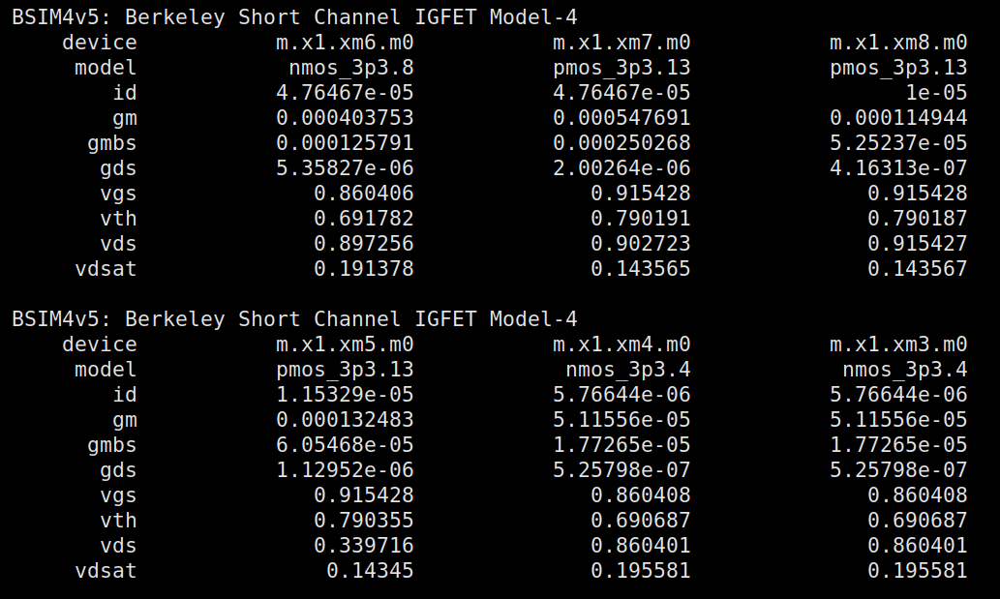 BSIM4v5: Berkeley Short Channel IGFET Model-4
device m.x1.xm6.m0 m.x1.xm7.m0 m.x1.xm8.m0
model nmos_3p3.8 pmos_3p3.13 pmos_3p3.13
id 4.76467e-05 4.76467e-05 1e-05
gm 0.000403753 0.000547691 0.000114944
gmbs 0.000125791 0.000250268 5.25237e-05
gds 5.35827e-06 2.00264e-06 4.16313e-07
vgs 0.860406 0.915428 0.915428
vth 0.691782 0.790191 0.790187
vds 0.897256 0.902723 0.915427
vdsat 0.191378 0.143565 0.143567
BSIM4v5: Berkeley Short Channel IGFET Model-4
device m.x1.xm5.m0 m.x1.xm4.m0 m.x1.xm3.m0
model pmos_3p3.13 nmos_3p3.4 nmos_3p3.4
id 1.15329e-05 5.76644e-06 5.76644e-06
gm 0.000132483 5.11556e-05 5.11556e-05
gmbs 6.05468e-05 1.77265e-05 1.77265e-05
gds 1.12952e-06 5.25798e-07 5.25798e-07
vgs 0.915428 0.860408 0.860408
vth 0.790355 0.690687 0.690687
vds 0.339716 0.860401 0.860401
vdsat 0.14345 0.195581 0.195581